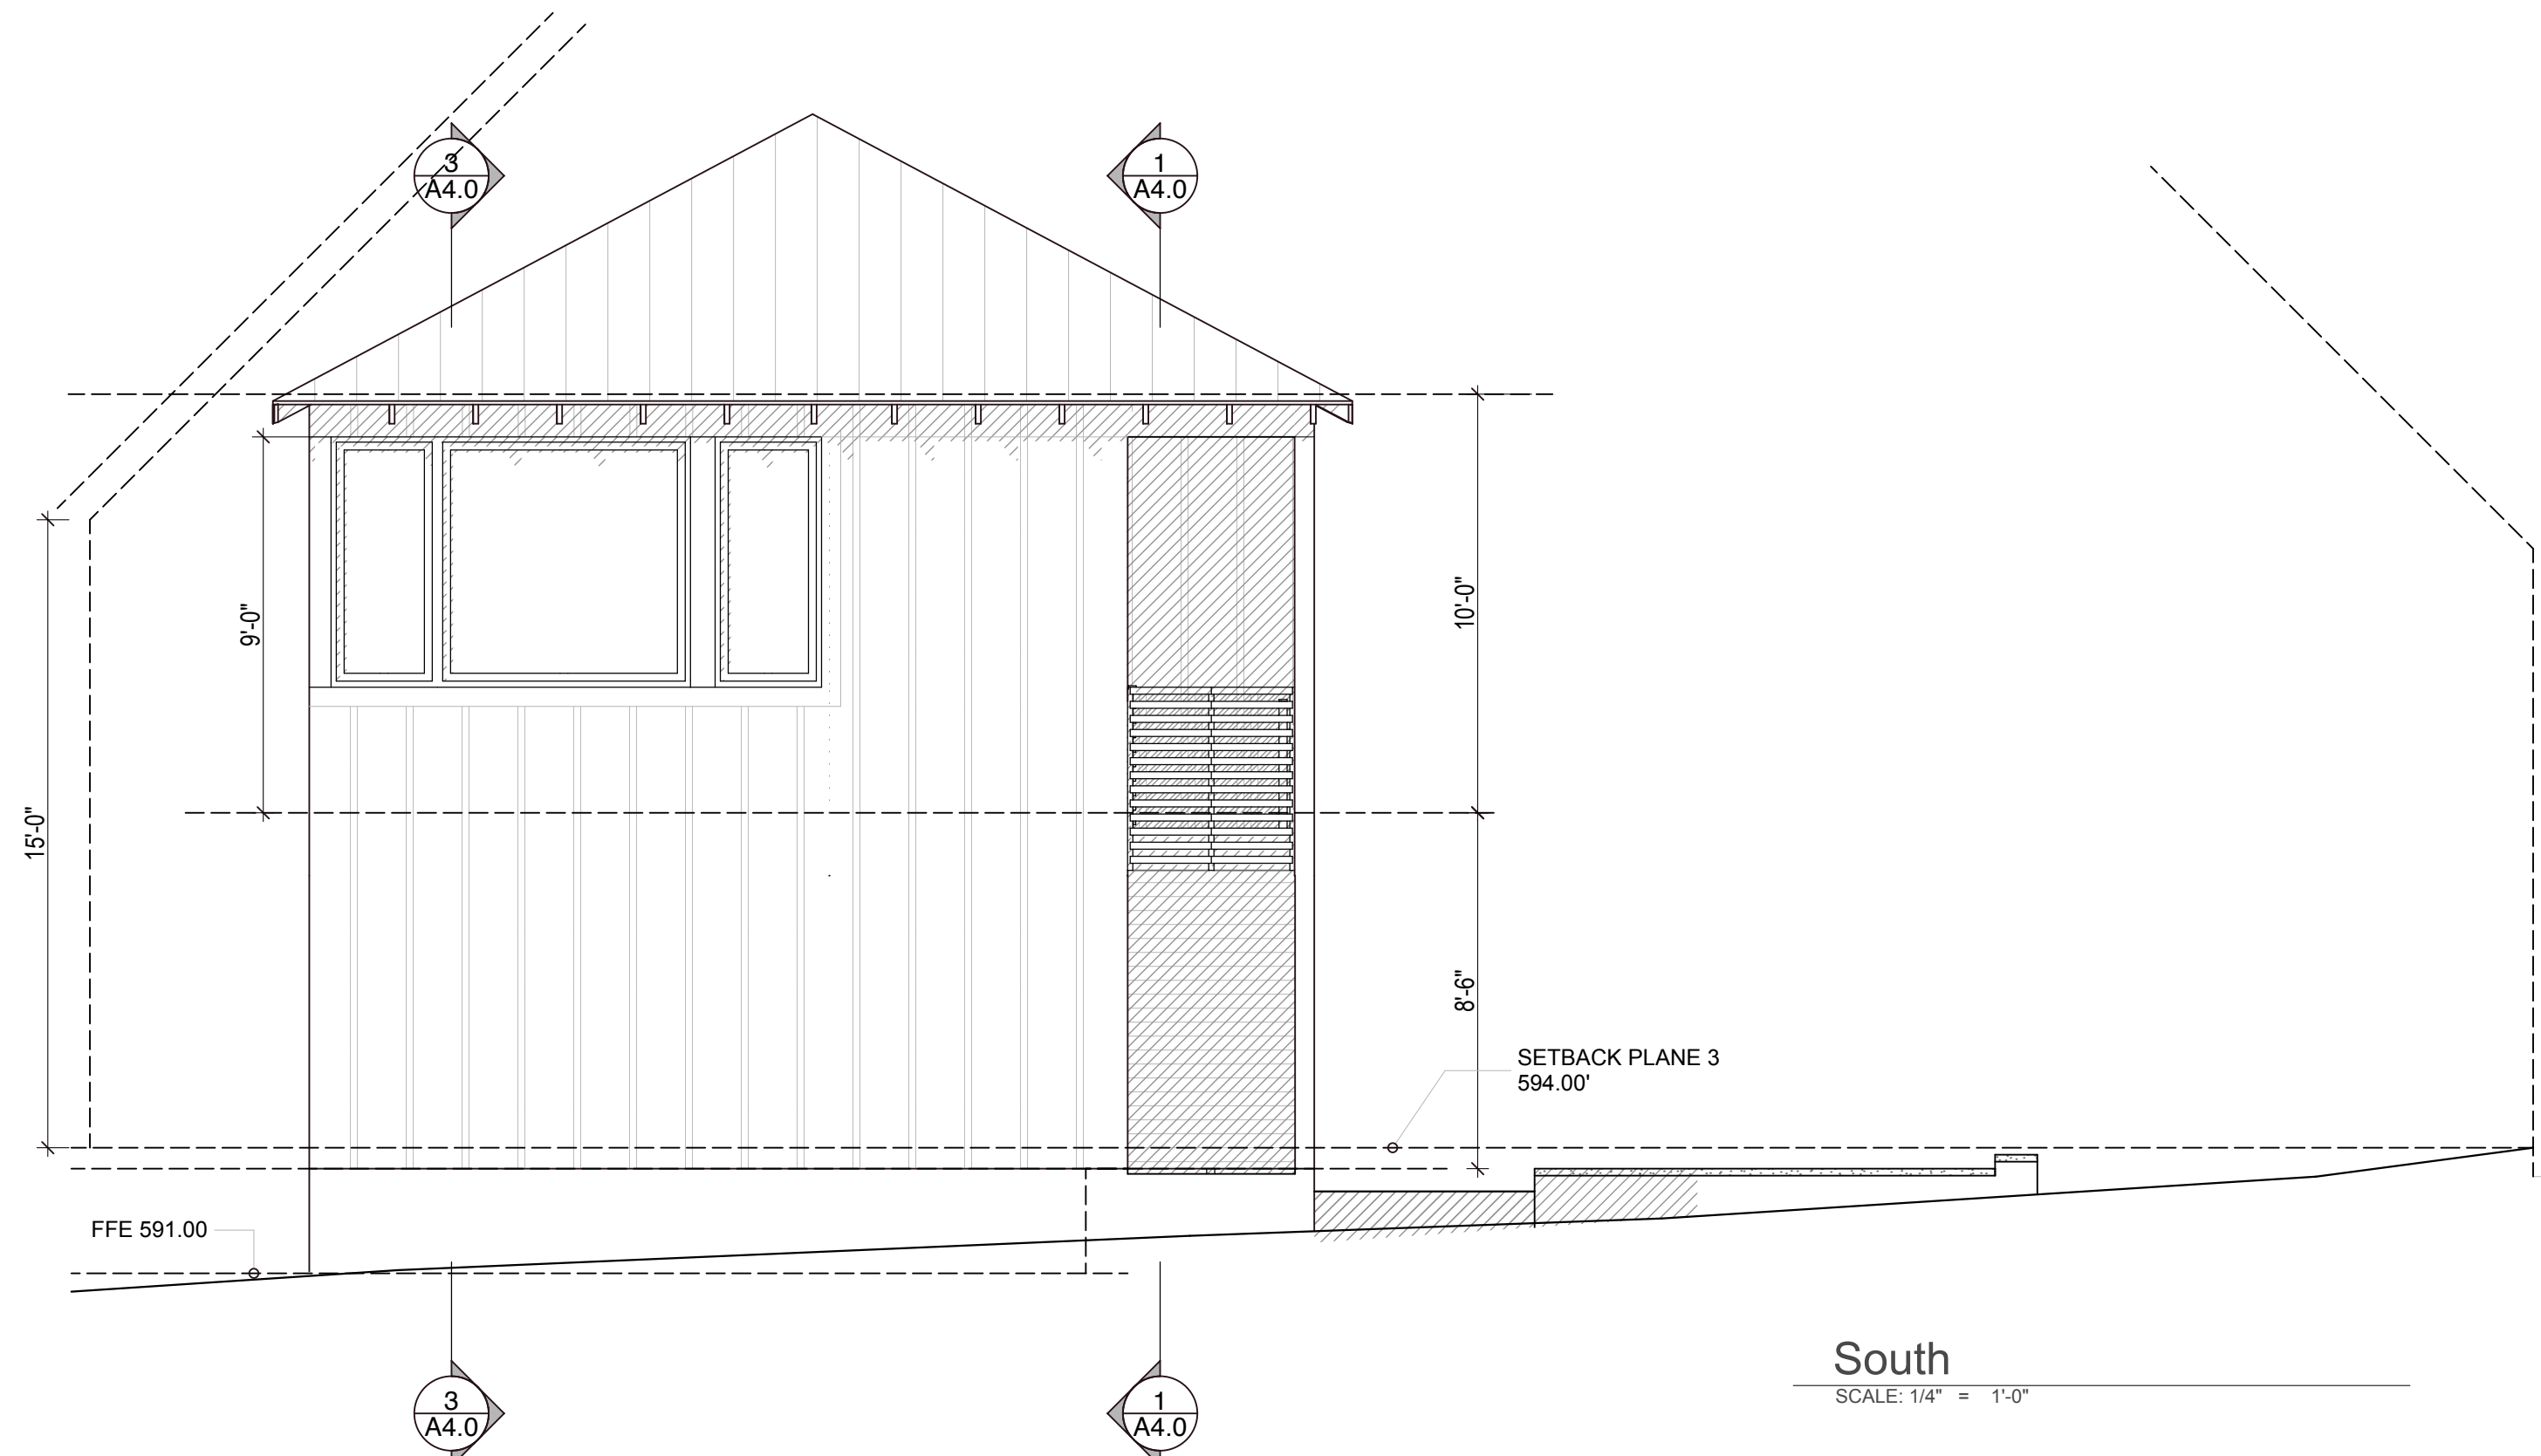 3
A4.0
1
A4.0
9'-0"
10'-0"
15'-0"
8'-6"
SETBACK PLANE 3
594.00'
FFE 591.00
South
SCALE: 1/4" = 1'-0"
3
A4.0
1
A4.0